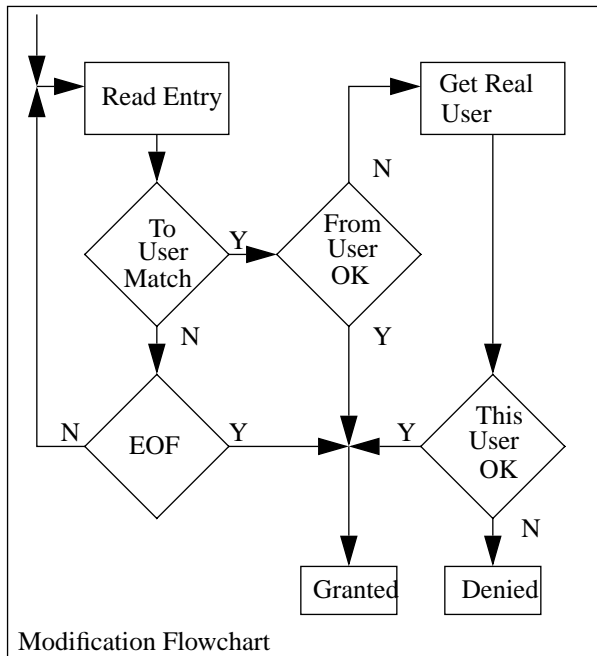 Read Entry
Get Real
User
N
To
User
Match
Y
From
User
OK
N
Y
N
EOF
Y
Y
This
User
OK
N
Granted
Denied
Modification Flowchart